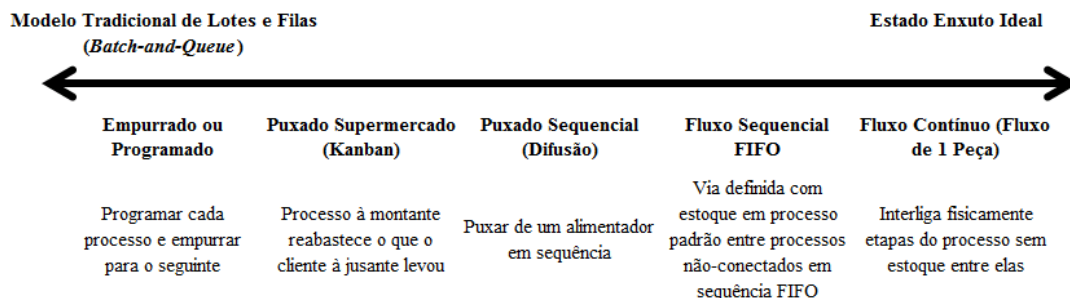 Modelo Tradicional de Lotes e Filas
(Batch-and-Queue)
Estado Enxuto Ideal
Empurrado ou
Programado
Programar cada
processo e empurrar
para o seguinte
Puxado Supermercado
(Kanban)
Processo à montante
reabastece o que o
cliente à jusante levou
Puxado Sequencial
(Difusão)
Puxar de um alimentador
em sequência
Fluxo Sequencial
FIFO
Via definida com
estoque em processo
padrão entre processos
não-conectados em
sequência FIFO
Fluxo Contínuo (Fluxo
de 1 Peça)
Interliga fisicamente
etapas do processo sem
estoque entre elas